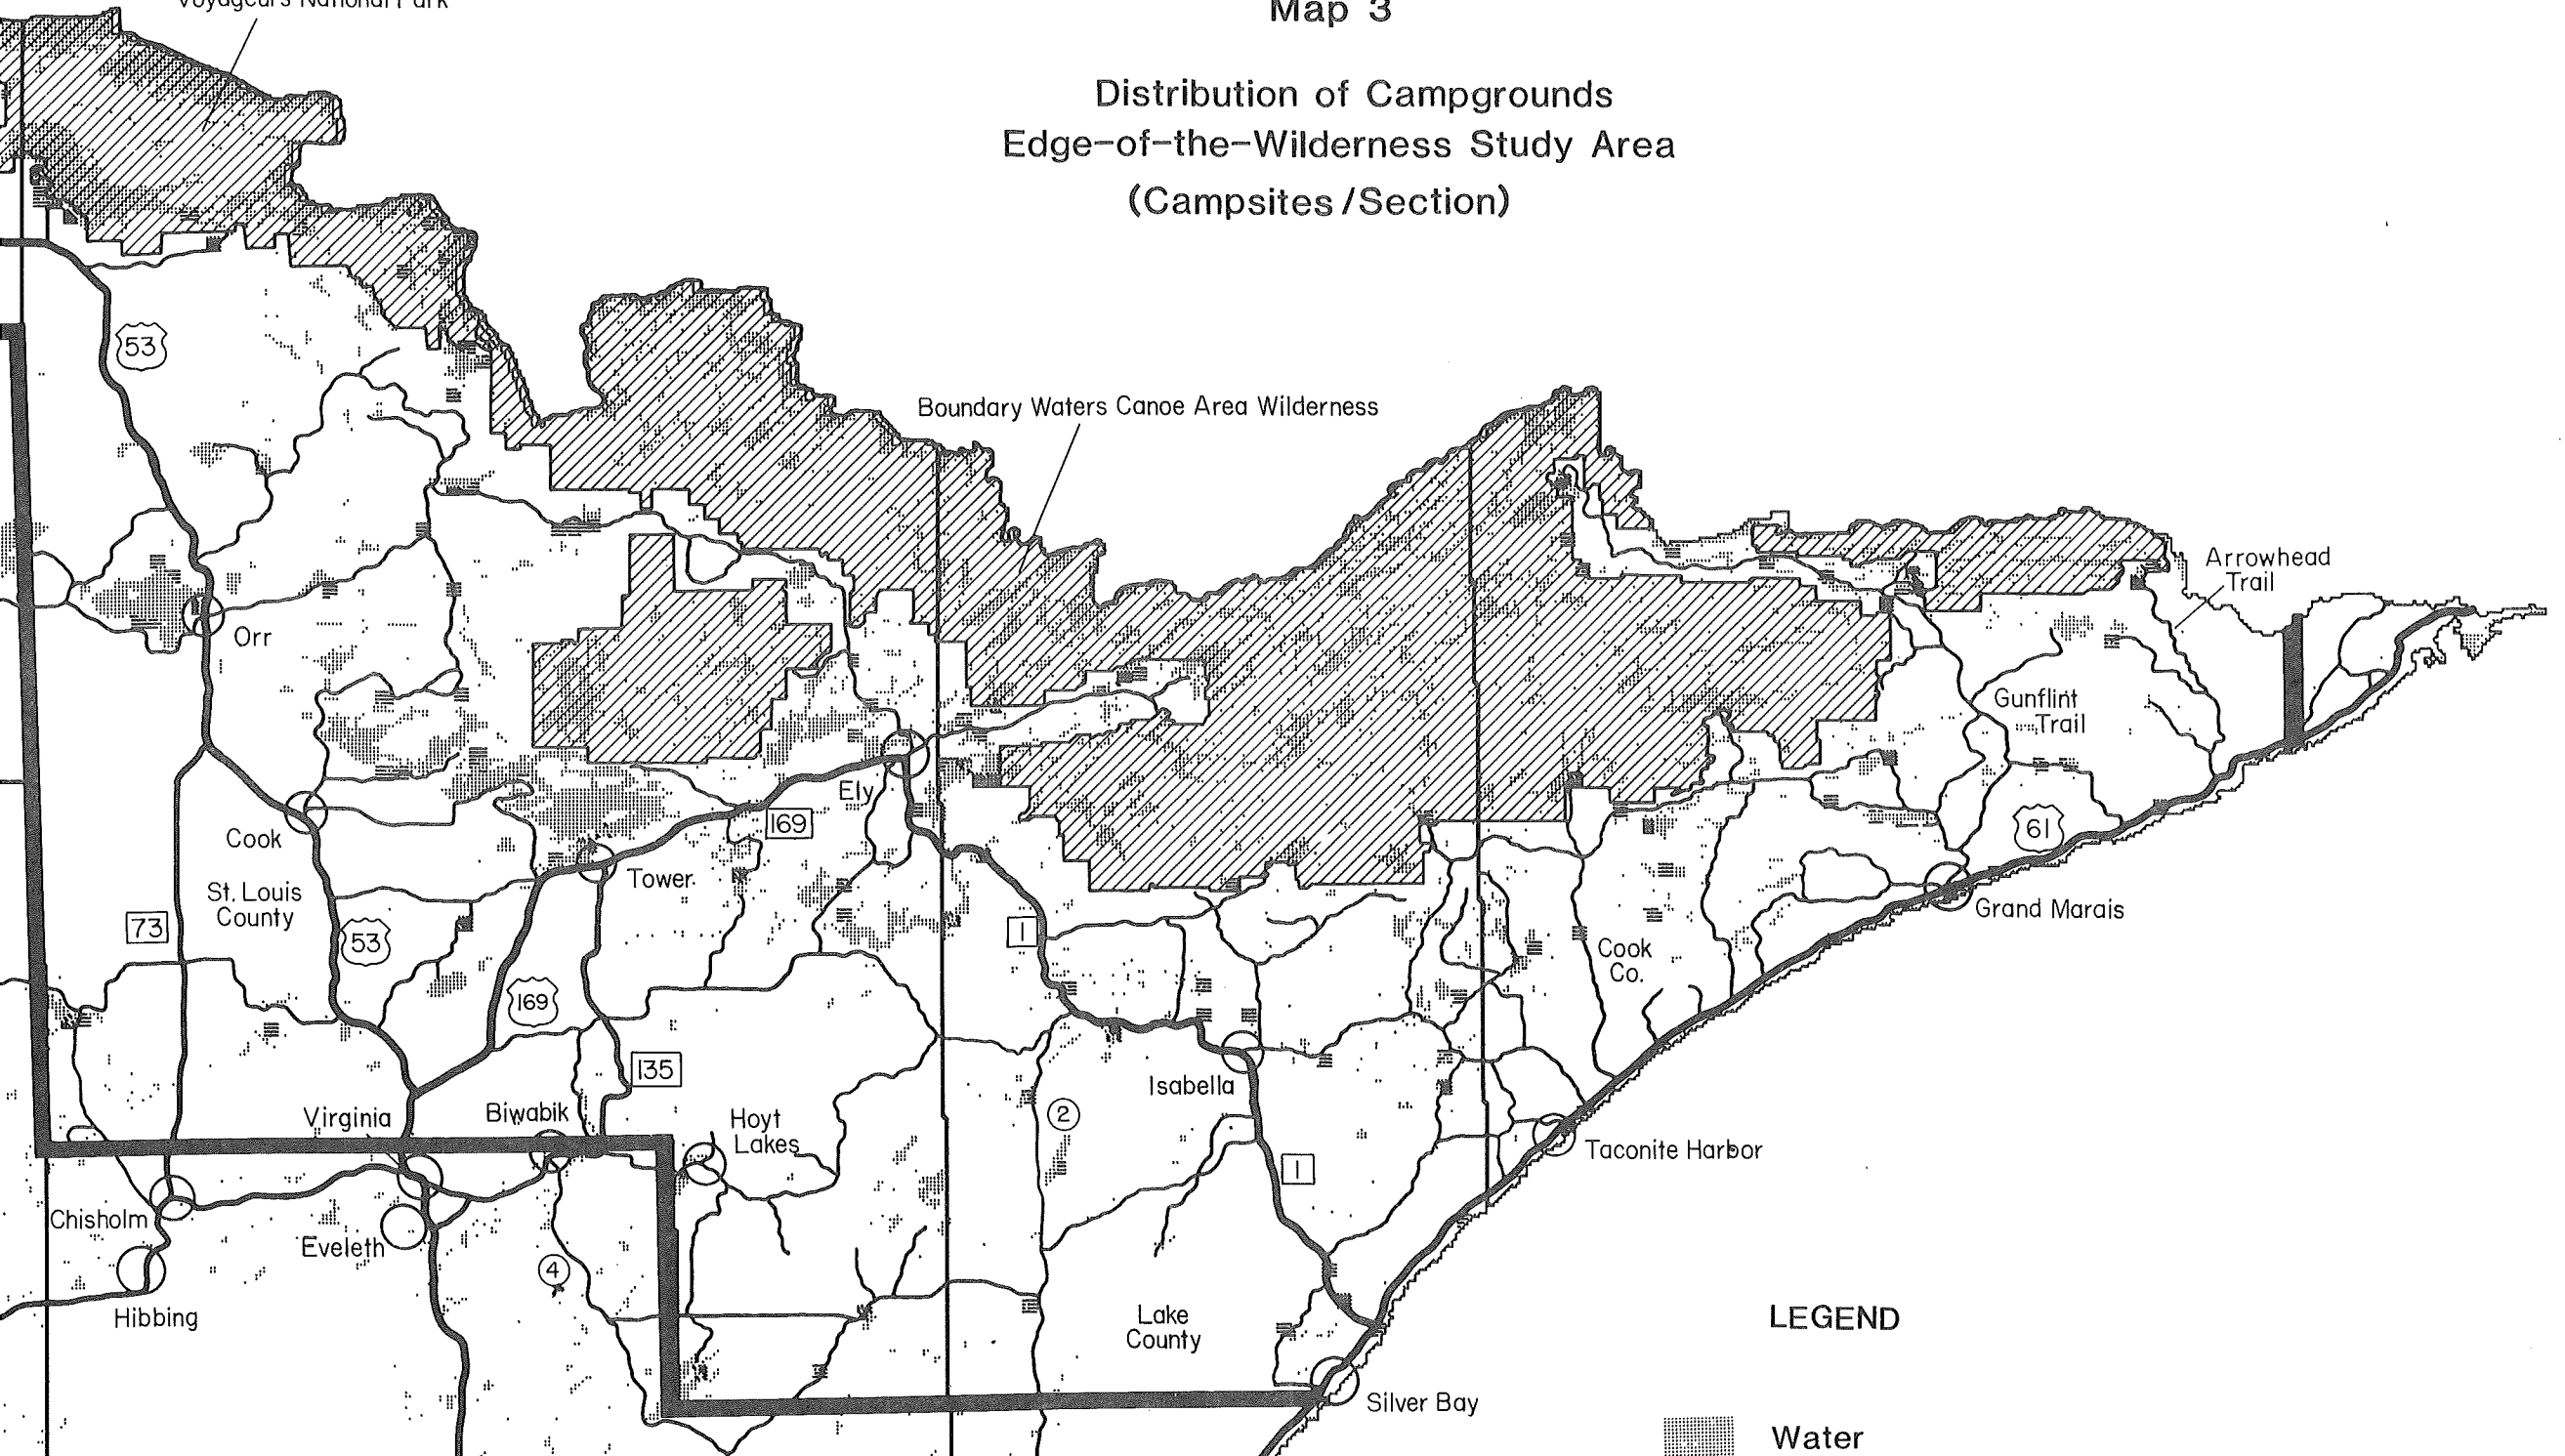 Voyageurs National Park
Map 3
Distribution of Campgrounds
Edge-of-the-Wilderness Study Area
(Campsites/Section)
53
Boundary Waters Canoe Area Wilderness
Arrowhead
Trail
Orr
Gunflint
Trail
Ely
169
Cook
61
Tower
St. Louis
County
73
53
1
Grand Marais
Cook
Co.
169
135
Isabella
Virginia
Biwabik
Hoyt
Lakes
2
Taconite Harbor
1
Chisholm
Eveleth
4
Hibbing
Lake
County
LEGEND
Silver Bay
Water